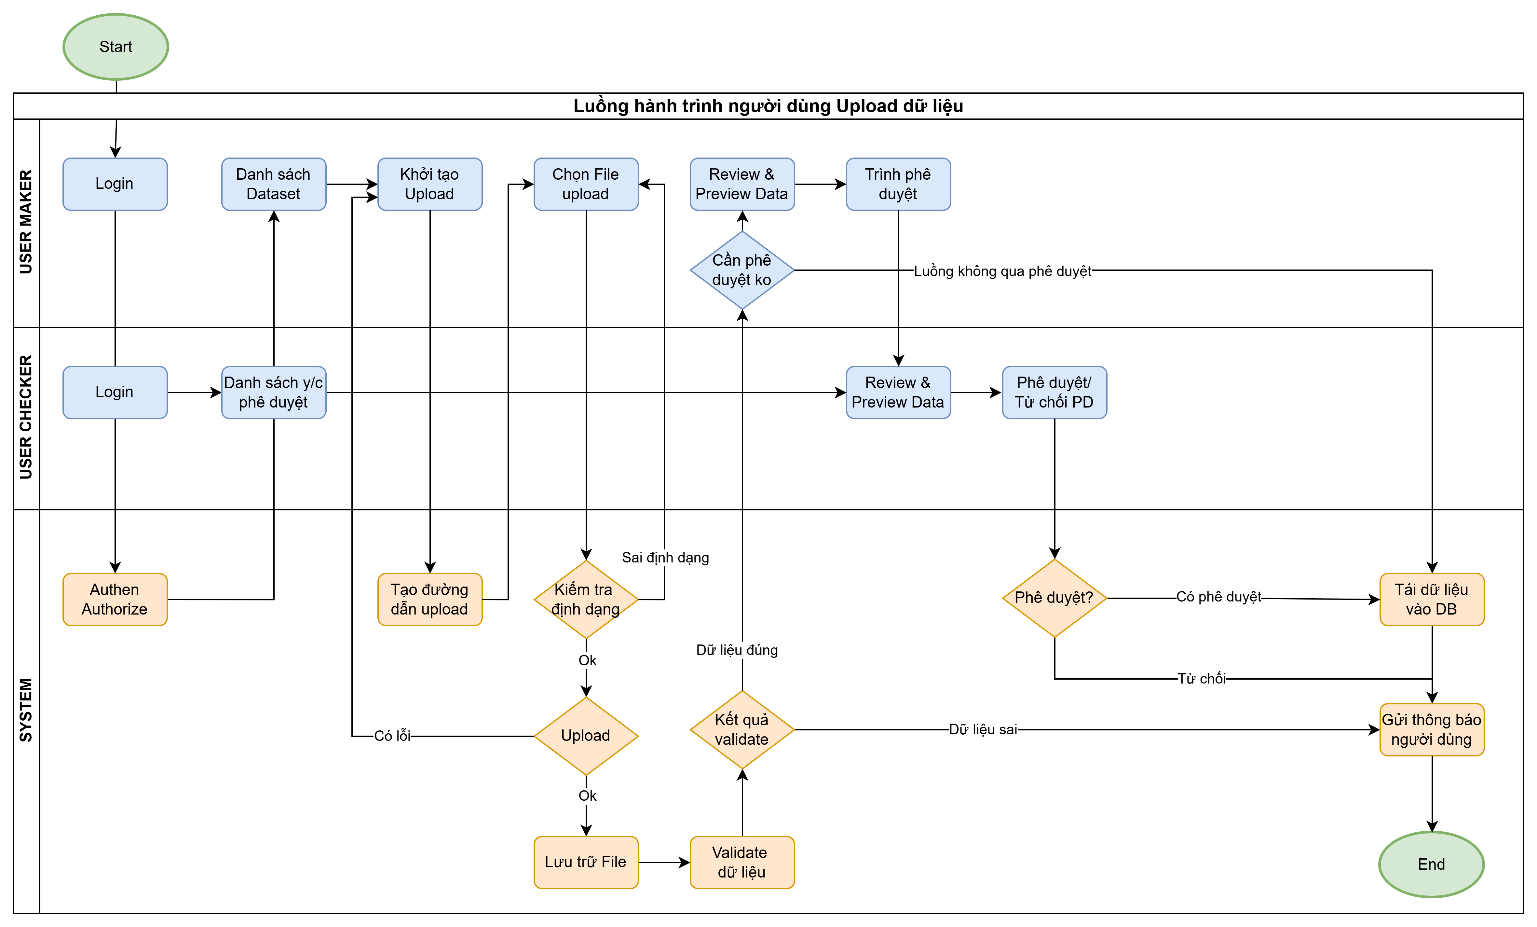 Start
Luồng hành trình người dùng Upload dữ liệu
USER MAKER
Login
Danh sách
Dataset
Khởi tạo
Upload
Chọn File
upload
Review &
Preview Data
Trình phê
duyệt
Cần phê
duyệt ko
Luồng không qua phê duyệt
USER CHECKER
Login
Danh sách y/c
phê duyệt
Review &
Preview Data
Phê duyệt/
Từ chối PD
SYSTEM
Authen
Authorize
Tạo đường
dẫn upload
Kiểm tra
định dạng
Sai định dạng
Phê duyệt?
Có phê duyệt
Tải dữ liệu
vào DB
Ok
Dữ liệu đúng
Từ chối
Có lỗi
Upload
Kết quả
validate
Dữ liệu sai
Gửi thông báo
người dùng
Ok
Lưu trữ File
Validate
dữ liệu
End